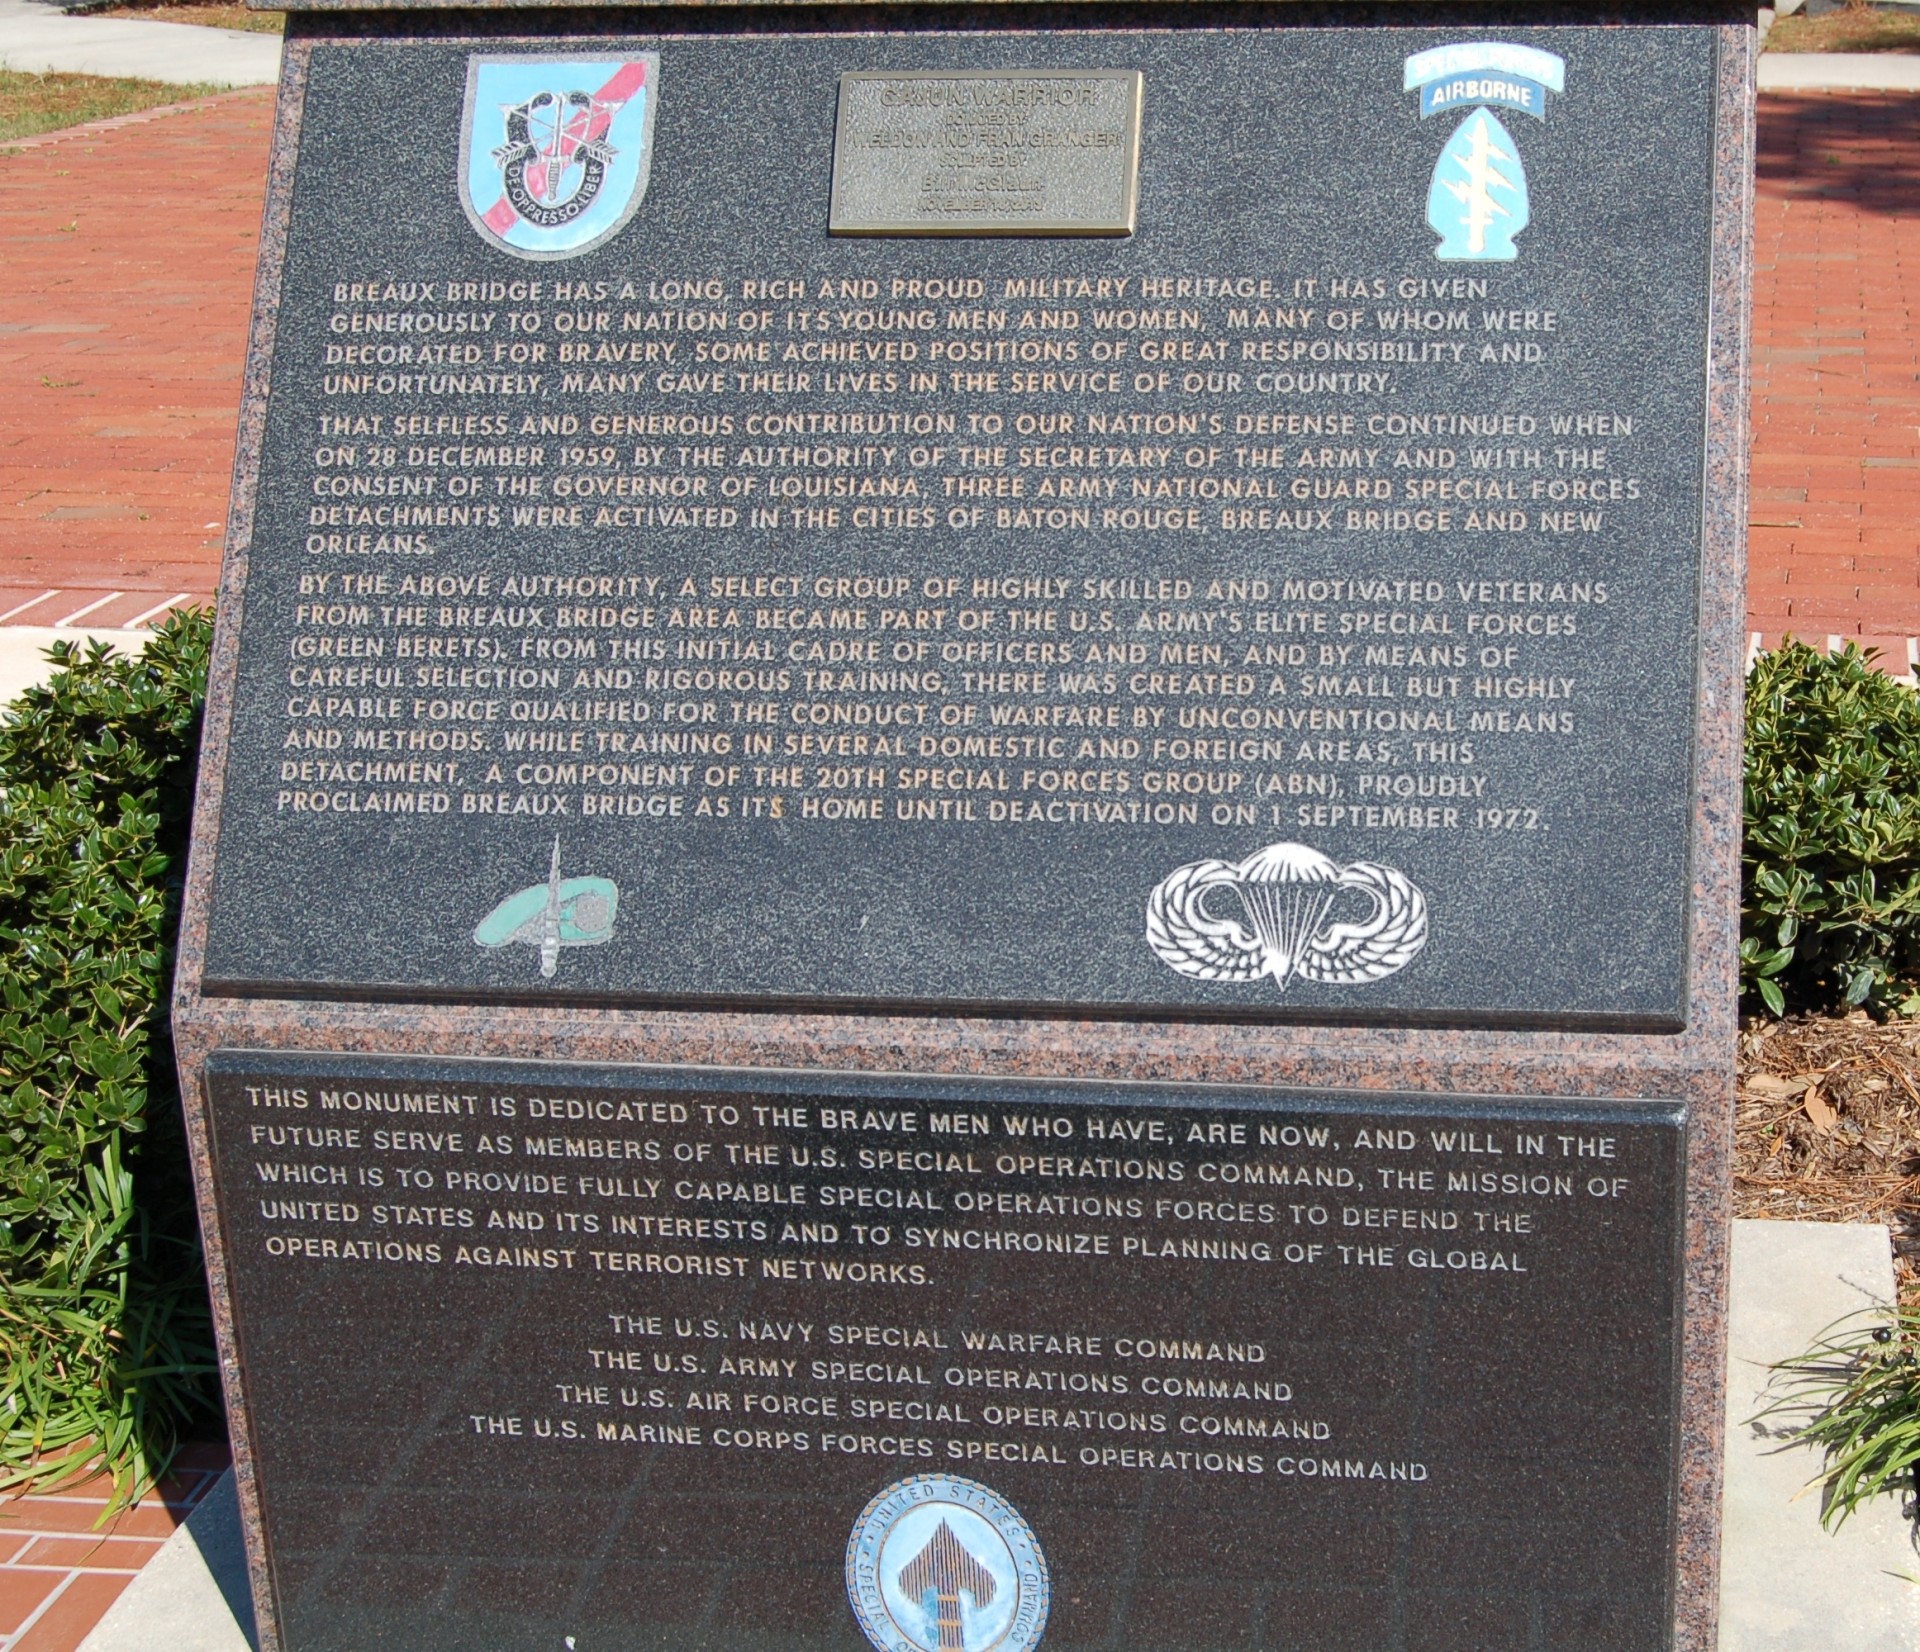 DE OPPRESSO LIBER
CAJUN WARRIOR
DONATED BY
WELDON AND FRAN GRANGER
SCULPTED BY
SPECIAL FORCES
AIRBORNE
BREAUX BRIDGE HAS A LONG, RICH AND PROUD MILITARY HERITAGE. IT HAS GIVEN
GENEROUSLY TO OUR NATION OF ITS YOUNG MEN AND WOMEN, MANY OF WHOM WERE
DECORATED FOR BRAVERY. SOME ACHIEVED POSITIONS OF GREAT RESPONSIBILITY AND
UNFORTUNATELY, MANY GAVE THEIR LIVES IN THE SERVICE OF OUR COUNTRY.
THAT SELFLESS AND GENEROUS CONTRIBUTION TO OUR NATION'S DEFENSE CONTINUED WHEN
ON 28 DECEMBER 1959, BY THE AUTHORITY OF THE SECRETARY OF THE ARMY AND WITH THE
CONSENT OF THE GOVERNOR OF LOUISIANA, THREE ARMY NATIONAL GUARD SPECIAL FORCES
DETACHMENTS WERE ACTIVATED IN THE CITIES OF BATON ROUGE, BREAUX BRIDGE AND NEW
ORLEANS.
BY THE ABOVE AUTHORITY, A SELECT GROUP OF HIGHLY SKILLED AND MOTIVATED VETERANS
FROM THE BREAUX BRIDGE AREA BECAME PART OF THE U.S. ARMY'S ELITE SPECIAL FORCES
(GREEN BERETS). FROM THIS INITIAL CADRE OF OFFICERS AND MEN, AND BY MEANS OF
CAREFUL SELECTION AND RIGOROUS TRAINING, THERE WAS CREATED A SMALL BUT HIGHLY
CAPABLE FORCE QUALIFIED FOR THE CONDUCT OF WARFARE BY UNCONVENTIONAL MEANS
AND METHODS. WHILE TRAINING IN SEVERAL DOMESTIC AND FOREIGN AREAS, THIS
DETACHMENT, A COMPONENT OF THE 20TH SPECIAL FORCES GROUP (ABN), PROUDLY
PROCLAIMED BREAUX BRIDGE AS ITS HOME UNTIL DEACTIVATION ON 1 SEPTEMBER 1972.
THIS MONUMENT IS DEDICATED TO THE BRAVE MEN WHO HAVE, ARE NOW, AND WILL IN THE
FUTURE SERVE AS MEMBERS OF THE U.S. SPECIAL OPERATIONS COMMAND, THE MISSION OF
WHICH IS TO PROVIDE FULLY CAPABLE SPECIAL OPERATIONS FORCES TO DEFEND THE
UNITED STATES AND ITS INTERESTS AND TO SYNCHRONIZE PLANNING OF THE GLOBAL
OPERATIONS AGAINST TERRORIST NETWORKS.
THE U.S. NAVY SPECIAL WARFARE COMMAND
THE U.S. ARMY SPECIAL OPERATIONS COMMAND
THE U.S. AIR FORCE SPECIAL OPERATIONS COMMAND
THE U.S. MARINE CORPS FORCES SPECIAL OPERATIONS COMMAND
UNITED STATES
SPECIAL
COMMAND